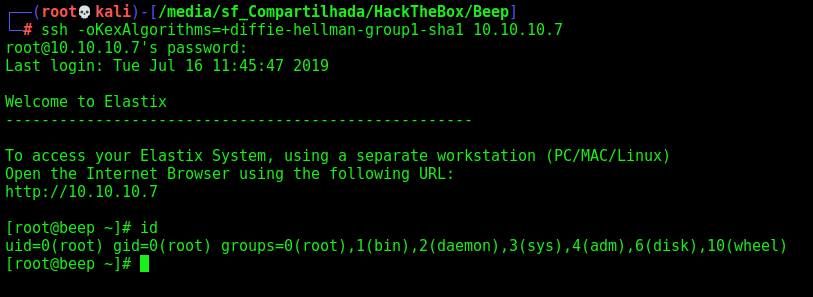 ┌──(root💀kali)-[/media/sf_Compartilhada/HackTheBox/Beep]
└─# ssh -oKexAlgorithms=+diffie-hellman-group1-sha1 10.10.10.7
root@10.10.10.7's password:
Last login: Tue Jul 16 11:45:47 2019
Welcome to Elastix
----------------------------------------------------
To access your Elastix System, using a separate workstation (PC/MAC/Linux)
Open the Internet Browser using the following URL:
http://10.10.10.7
[root@beep ~]# id
uid=0(root) gid=0(root) groups=0(root),1(bin),2(daemon),3(sys),4(adm),6(disk),10(wheel)
[root@beep ~]#